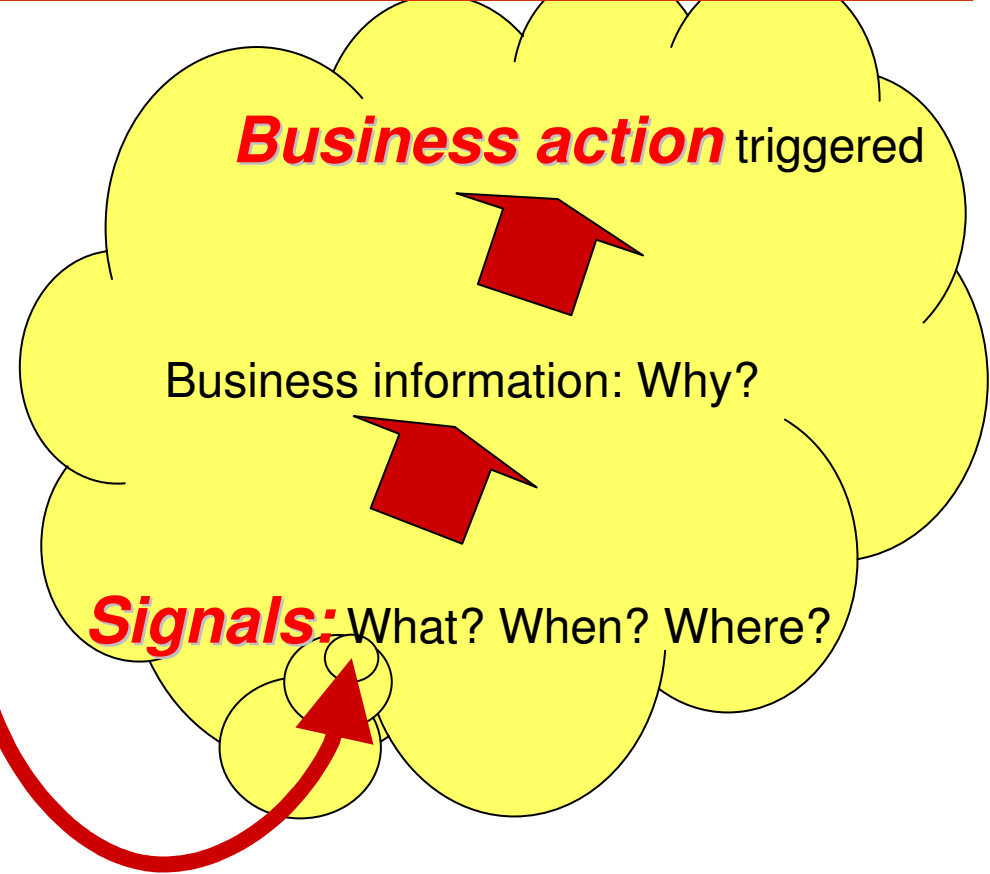 Business action triggered
Business information: Why?
Signals: What? When? Where?